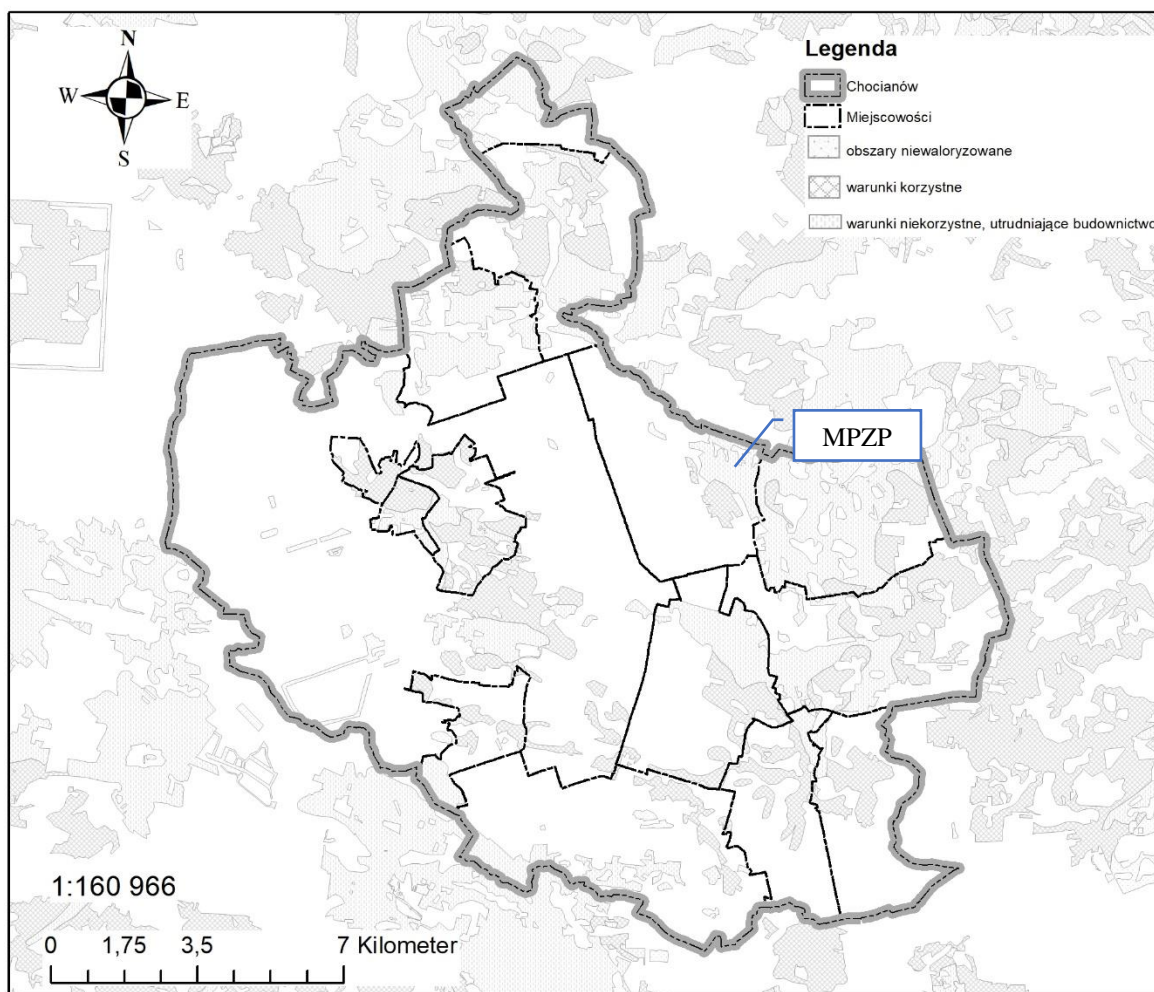 N
W E
S
Legenda
Chocianów
Miejscowości
obszary niewaloryzowane
warunki korzystne
warunki niekorzystne, utrudniające budownictwo
MPZP
1:160 966
0 1,75 3,5 7 Kilometer